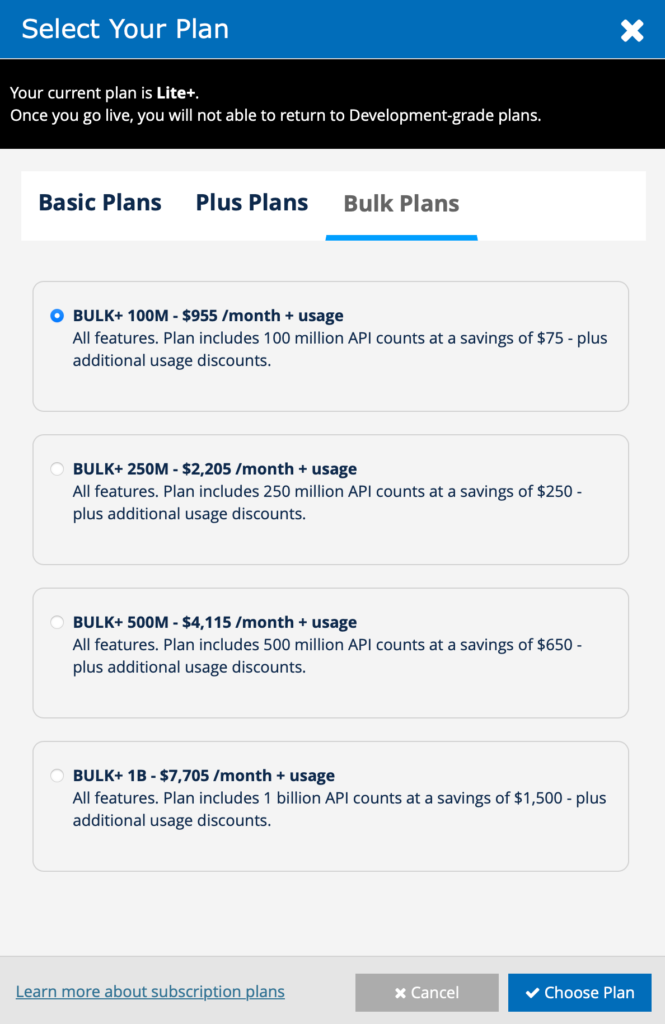 Select Your Plan
Your current plan is Lite+.
Once you go live, you will not able to return to Development-grade plans.
Basic Plans Plus Plans Bulk Plans
BULK+ 100M - $955 /month + usage
All features. Plan includes 100 million API counts at a savings of $75 - plus
additional usage discounts.
BULK+ 250M - $2,205 /month + usage
All features. Plan includes 250 million API counts at a savings of $250 -
plus additional usage discounts.
BULK+ 500M - $4,115 /month + usage
All features. Plan includes 500 million API counts at a savings of $650 -
plus additional usage discounts.
BULK+ 1B - $7,705 /month + usage
All features. Plan includes 1 billion API counts at a savings of $1,500 - plus
additional usage discounts.
Learn more about subscription plans Cancel Choose Plan